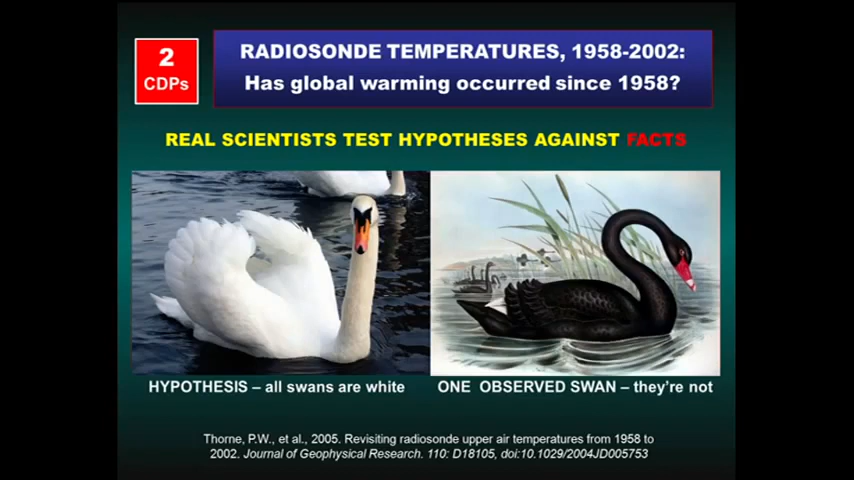 2
CDPs
RADIOSONDE TEMPERATURES, 1958-2002:
Has global warming occurred since 1958?
REAL SCIENTISTS TEST HYPOTHESES AGAINST FACTS
HYPOTHESIS – all swans are white
ONE OBSERVED SWAN – they're not
Thorne, P.W., et al., 2005. Revisiting radiosonde upper air temperatures from 1958 to
2002. Journal of Geophysical Research. 110: D18105, doi:10.1029/2004JD005753